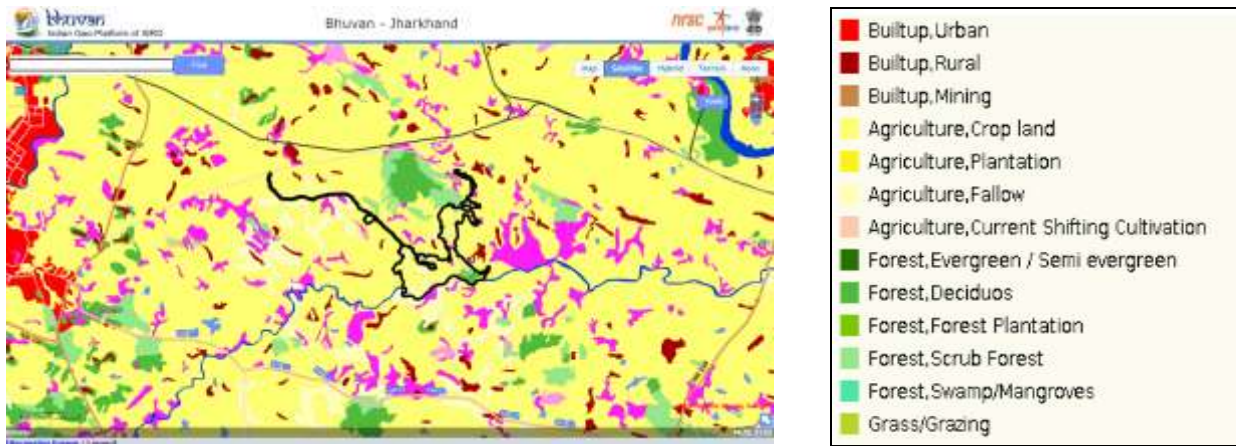 bhuvan
Indian Geo-Platform of ISRO
Bhuvan - Jharkhand
nrsc
Map Satellite Hybrid Terrain
Builtup,Urban
Builtup,Rural
Builtup,Mining
Agriculture,Crop land
Agriculture,Plantation
Agriculture,Fallow
Agriculture,Current Shifting Cultivation
Forest,Evergreen / Semi evergreen
Forest,Deciduos
Forest,Forest Plantation
Forest,Scrub Forest
Forest,Swamp/Mangroves
Grass/Grazing